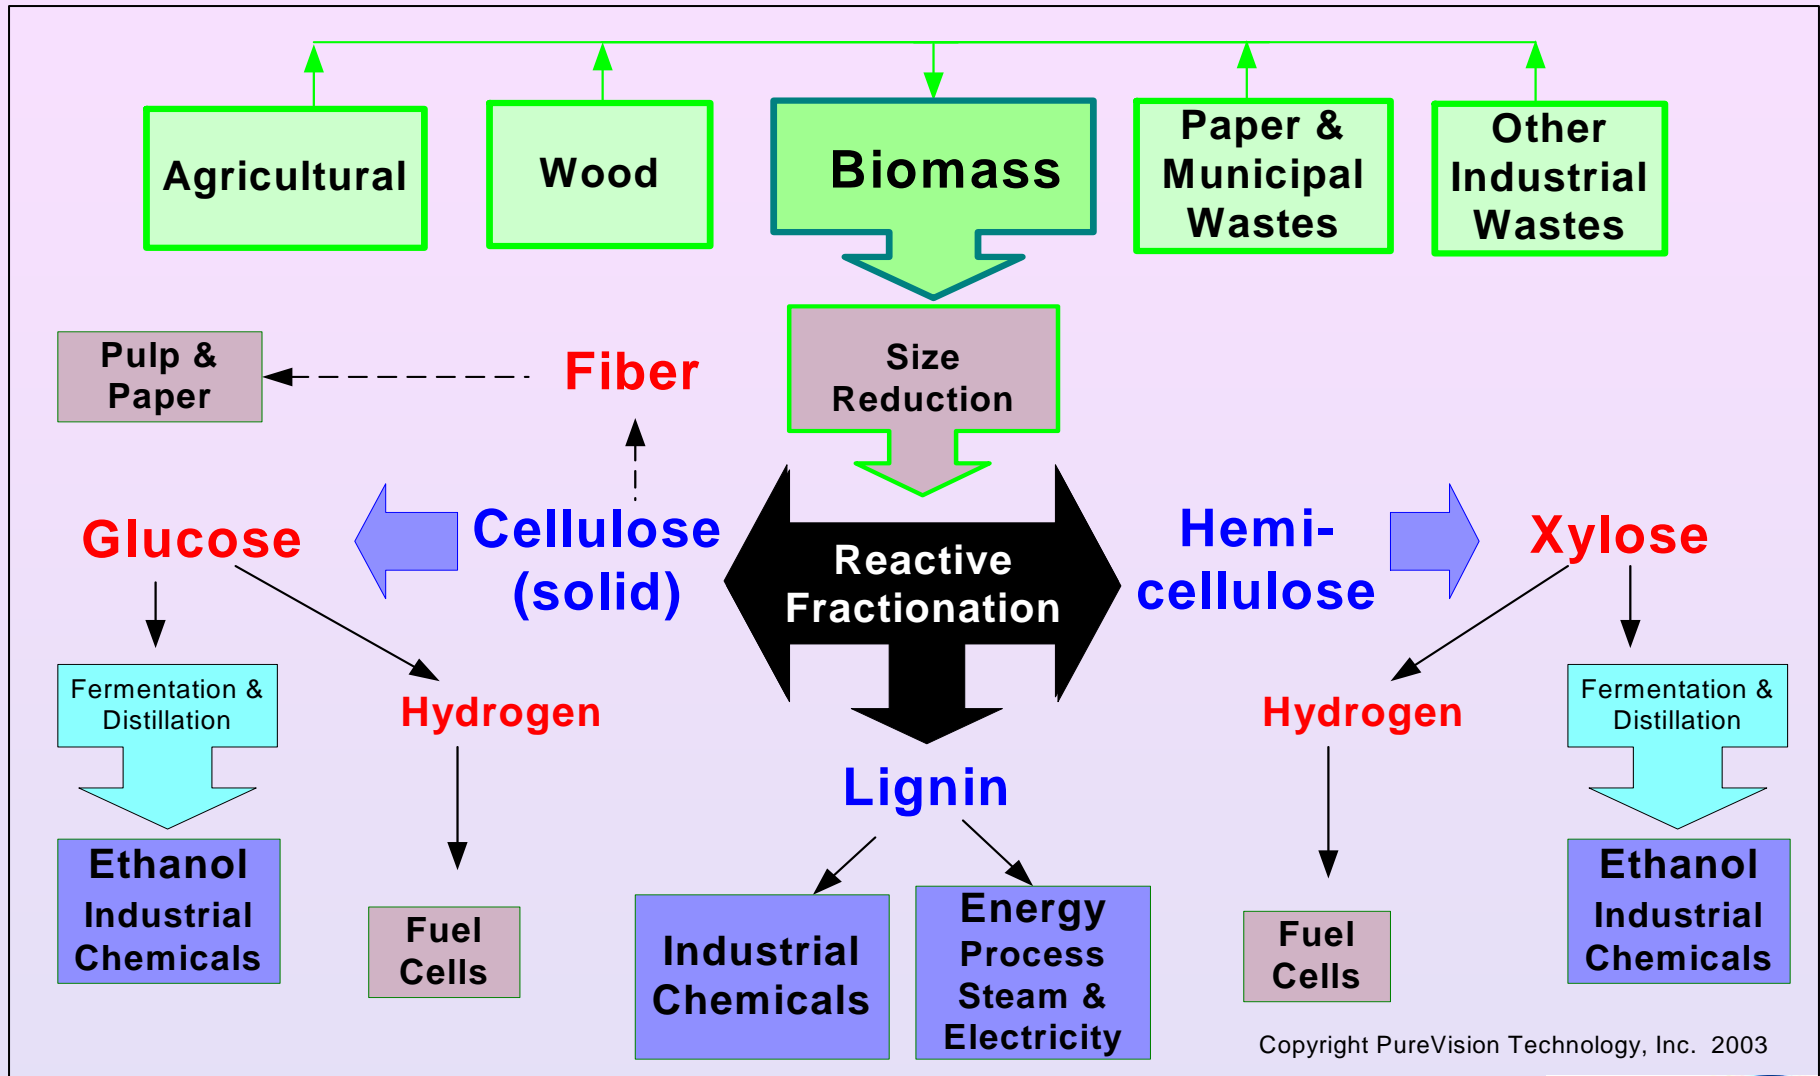 Agricultural
Wood
Biomass
Paper &
Municipal
Wastes
Other
Industrial
Wastes
Pulp &
Paper
Fiber
Size
Reduction
Glucose
Cellulose
(solid)
Reactive
Fractionation
Hemi-
cellulose
Xylose
Fermentation &
Distillation
Hydrogen
Hydrogen
Fermentation &
Distillation
Lignin
Ethanol
Industrial
Chemicals
Fuel
Cells
Industrial
Chemicals
Energy
Process
Steam &
Electricity
Fuel
Cells
Ethanol
Industrial
Chemicals
Copyright PureVision Technology, Inc. 2003